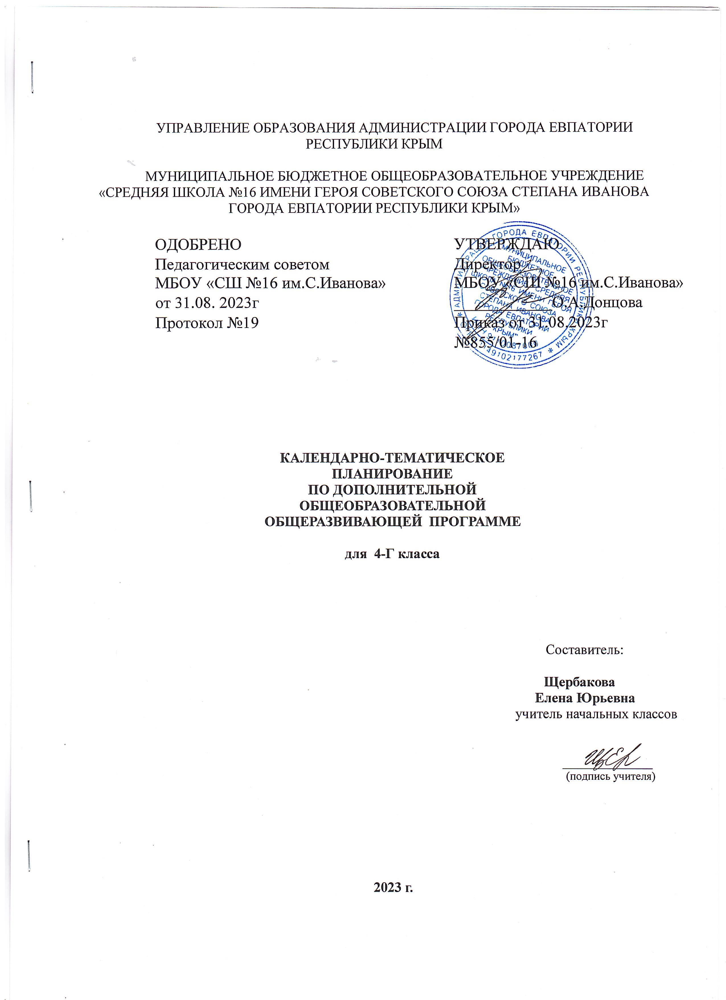 УПРАВЛЕНИЕ ОБРАЗОВАНИЯ АДМИНИСТРАЦИИ ГОРОДА ЕВПАТОРИИ
РЕСПУБЛИКИ КРЫМ
МУНИЦИПАЛЬНОЕ БЮДЖЕТНОЕ ОБЩЕОБРАЗОВАТЕЛЬНОЕ УЧРЕЖДЕНИЕ
«СРЕДНЯЯ ШКОЛА №16 ИМЕНИ ГЕРОЯ СОВЕТСКОГО СОЮЗА СТЕПАНА ИВАНОВА
ГОРОДА ЕВПАТОРИИ РЕСПУБЛИКИ КРЫМ»
ОДОБРЕНО
Педагогическим советом
МБОУ «СШ №16 им.С.Иванова»
от 31.08. 2023г
Протокол №19
УТВЕРЖДАЮ
Директор
МБОУ «СШ №16 им.С.Иванова»
О.А.Донцова
Приказ от 31.08.2023г
№855/01-16
ГОРОДА ЕВПАТОРИИ РЕСПУБЛИКИ КРЫМ
МУНИЦИПАЛЬНОЕ
БЮДЖЕТНОЕ
ОБЩЕОБРАЗОВАТЕЛЬНОЕ
УЧРЕЖДЕНИЕ "СРЕДНЯЯ
ШКОЛА №16 ИМЕНИ ГЕРОЯ
СОВЕТСКОГО СОЮЗА
СТЕПАНА ИВАНОВА
ГОРОДА ЕВПАТОРИИ
РЕСПУБЛИКИ
КРЫМ"
КАЛЕНДАРНО-ТЕМАТИЧЕСКОЕ
ПЛАНИРОВАНИЕ
ПО ДОПОЛНИТЕЛЬНОЙ
ОБЩЕОБРАЗОВАТЕЛЬНОЙ
ОБЩЕРАЗВИВАЮЩЕЙ ПРОГРАММЕ
для 4-Г класса
Составитель:
Щербакова
Елена Юрьевна
учитель начальных классов
(подпись учителя)
2023 г.